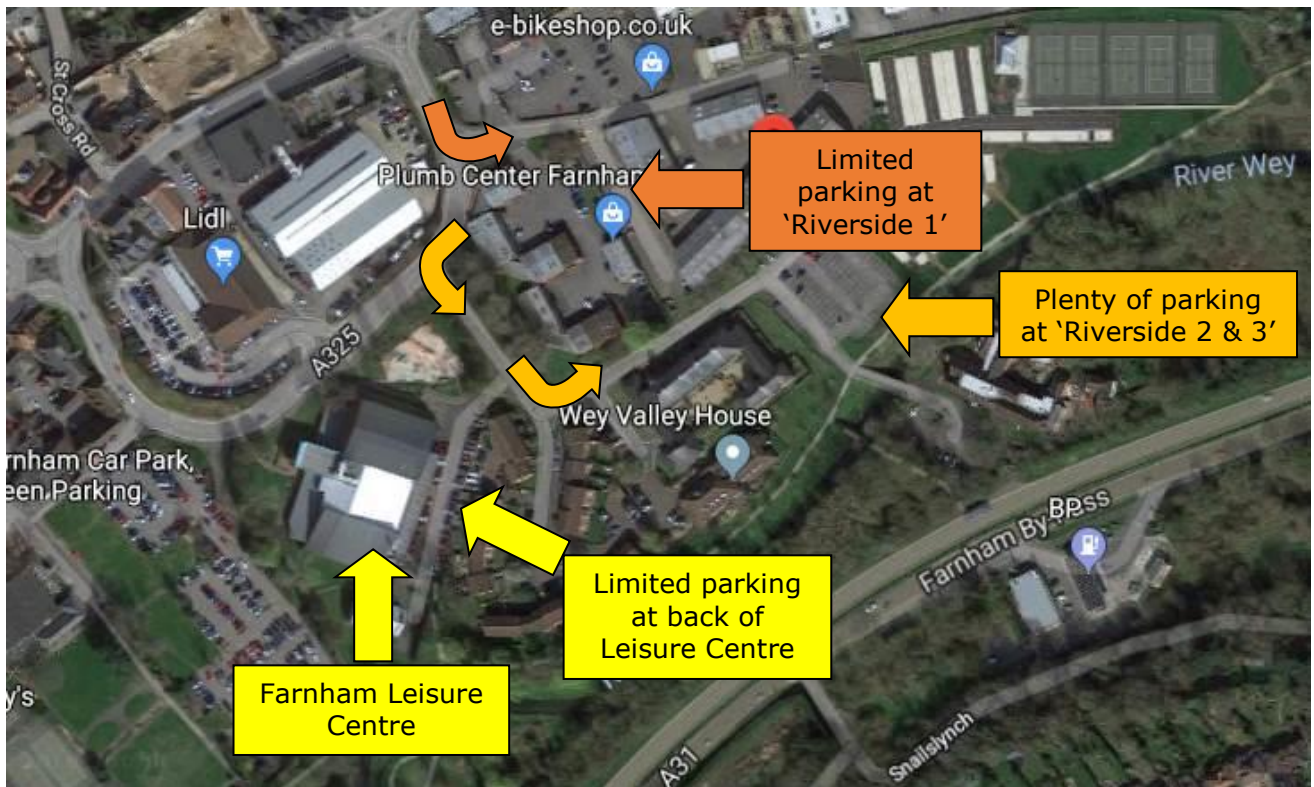 e-bikeshop.co.uk
St Cross Rd
Limited
parking at
‘Riverside 1’
Plumb Center Farnha
River Wey
Lidl
Plenty of parking
at ‘Riverside 2 & 3’
A325
Wey Valley House
rnham Car Park,
een Parking
BP
Farnham By-Pass
Limited parking
at back of
Leisure Centre
Farnham Leisure
Centre
y's
A31
Snailslynch